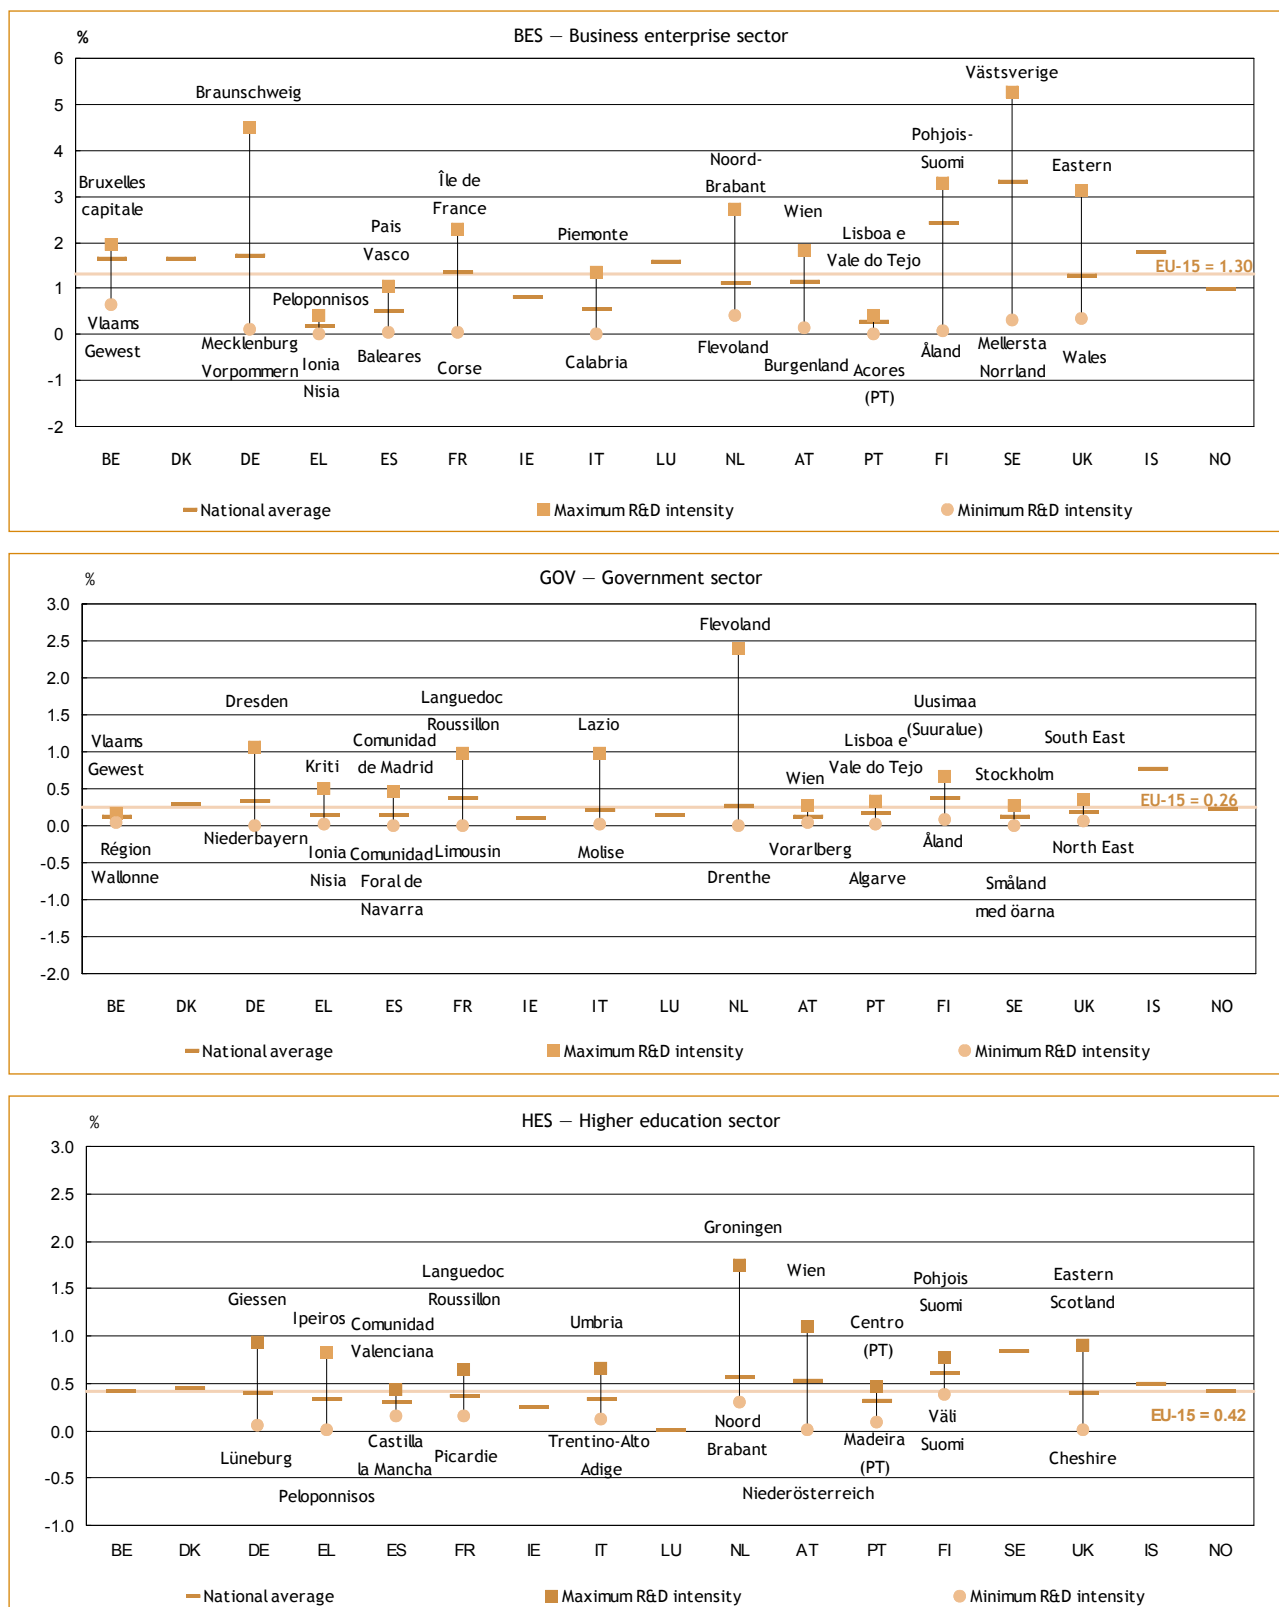 BES — Business enterprise sector
%
6
5
4
3
2
1
0
-1
-2
Västsverige
Braunschweig
Pohjois-
Suomi
Noord-
Brabant
Eastern
Île de
France
Bruxelles
capitale
Wien
Pais
Vasco
Lisboa e
Vale do Tejo
Piemonte
EU-15 = 1.30
Peloponnisos
Vlaams
Gewest
Mecklenburg
Vorpommern
Ionia
Nisia
Baleares
Corse
Calabria
Flevoland
Burgenland
Acores
(PT)
Åland
Mellersta
Norrland
Wales
BE DK DE EL ES FR IE IT LU NL AT PT FI SE UK IS NO
National average Maximum R&D intensity Minimum R&D intensity
GOV — Government sector
%
3.0
2.5
2.0
1.5
1.0
0.5
0.0
-0.5
-1.0
-1.5
-2.0
Flevoland
Dresden
Languedoc
Roussillon
Lazio
Uusimaa
(Suuralue)
Vlaams
Gewest
Kriti
Comunidad
de Madrid
Wien
Lisboa e
Vale do Tejo
Stockholm
South East
EU-15 = 0.26
Région
Wallonne
Niederbayern
Ionia
Nisia
Comunidad
Foral de
Navarra
Limousin
Molise
Drenthe
Vorarlberg
Algarve
Åland
Småland
med öarna
North East
BE DK DE EL ES FR IE IT LU NL AT PT FI SE UK IS NO
National average Maximum R&D intensity Minimum R&D intensity
HES — Higher education sector
%
3.0
2.5
2.0
1.5
1.0
0.5
0.0
-0.5
-1.0
Groningen
Giessen
Ipeiros
Comunidad
Valenciana
Languedoc
Roussillon
Umbria
Wien
Centro
(PT)
Pohjois
Suomi
Eastern
Scotland
EU-15 = 0.42
Lüneburg
Peloponnisos
Castilla
la Mancha
Picardie
Trentino-Alto
Adige
Noord
Brabant
Niederösterreich
Madeira
(PT)
Väli
Suomi
Cheshire
BE DK DE EL ES FR IE IT LU NL AT PT FI SE UK IS NO
National average Maximum R&D intensity Minimum R&D intensity